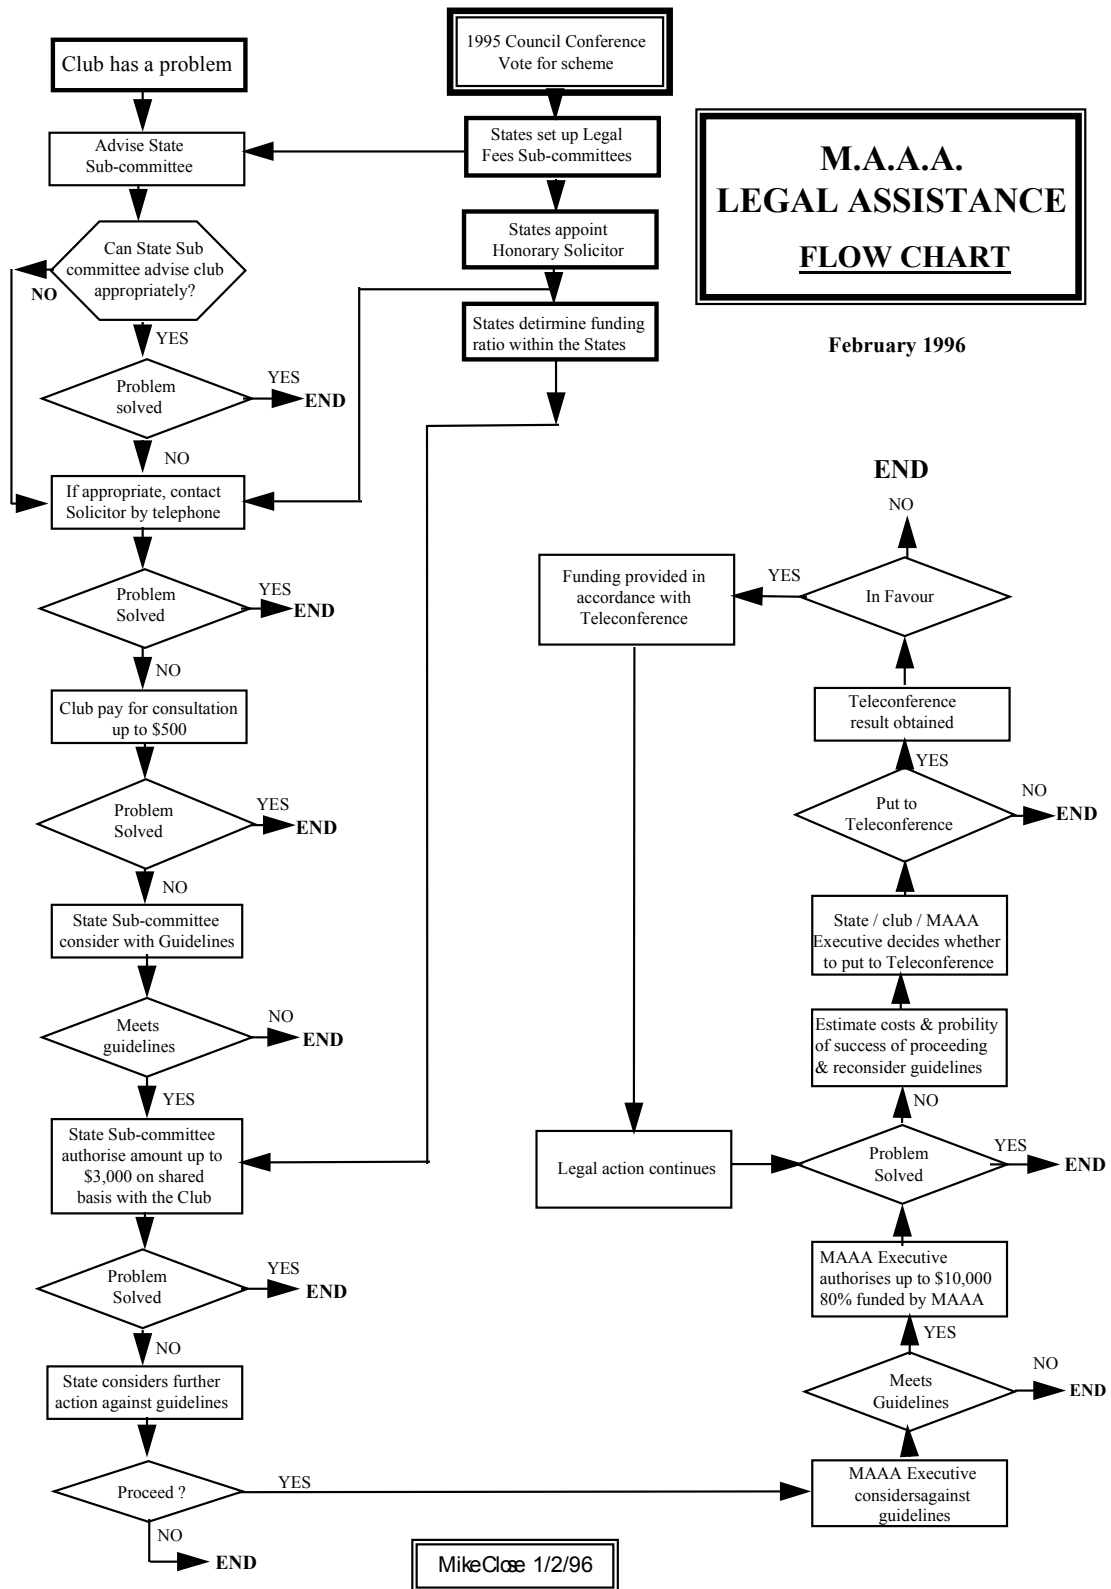 Club has a problem
1995 Council Conference
Vote for scheme
Advise State
Sub-committee
States set up Legal
Fees Sub-committees
M.A.A.A.
LEGAL ASSISTANCE
FLOW CHART
February 1996
States appoint
Honorary Solicitor
Can State Sub
committee advise club
appropriately?
NO
YES
States detirmine funding
ratio within the States
Problem
solved
YES
END
NO
If appropriate, contact
Solicitor by telephone
Problem
Solved
YES
END
NO
Club pay for consultation
up to $500
Problem
Solved
YES
END
NO
State Sub-committee
consider with Guidelines
Meets
guidelines
NO
END
YES
State Sub-committee
authorise amount up to
$3,000 on shared
basis with the Club
Problem
Solved
YES
END
NO
State considers further
action against guidelines
Proceed ?
YES
NO
END
MAAA Executive
considersagainst
guidelines
Meets
Guidelines
NO
END
YES
MAAA Executive
authorises up to $10,000
80% funded by MAAA
Problem
Solved
YES
END
NO
Estimate costs & probility
of success of proceeding
& reconsider guidelines
State / club / MAAA
Executive decides whether
to put to Teleconference
Put to
Teleconference
NO
END
YES
Teleconference
result obtained
In Favour
NO
END
YES
Funding provided in
accordance with
Teleconference
Legal action continues
MikeClose 1/2/96